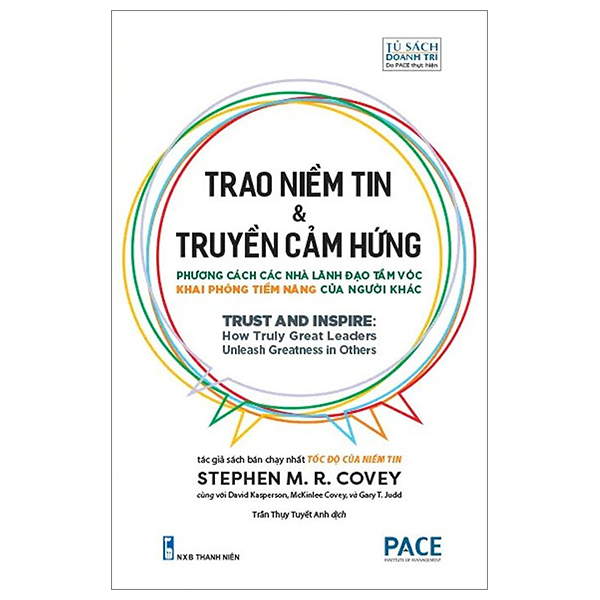 TỦ SÁCH
DOANH TRÍ
Do PACE thực hiện
TRAO NIỀM TIN
&
TRUYỀN CẢM HỨNG
PHƯƠNG CÁCH CÁC NHÀ LÃNH ĐẠO TẦM VÓC
KHAI PHÓNG TIỀM NĂNG CỦA NGƯỜI KHÁC
TRUST AND INSPIRE:
How Truly Great Leaders
Unleash Greatness in Others
tác giả sách bán chạy nhất TỐC ĐỘ CỦA NIỀM TIN
STEPHEN M. R. COVEY
cùng với David Kasperson, McKinlee Covey, và Gary T. Judd
Trần Thụy Tuyết Anh dịch
NXB THANH NIÊN
PACE
INSTITUTE OF MANAGEMENT